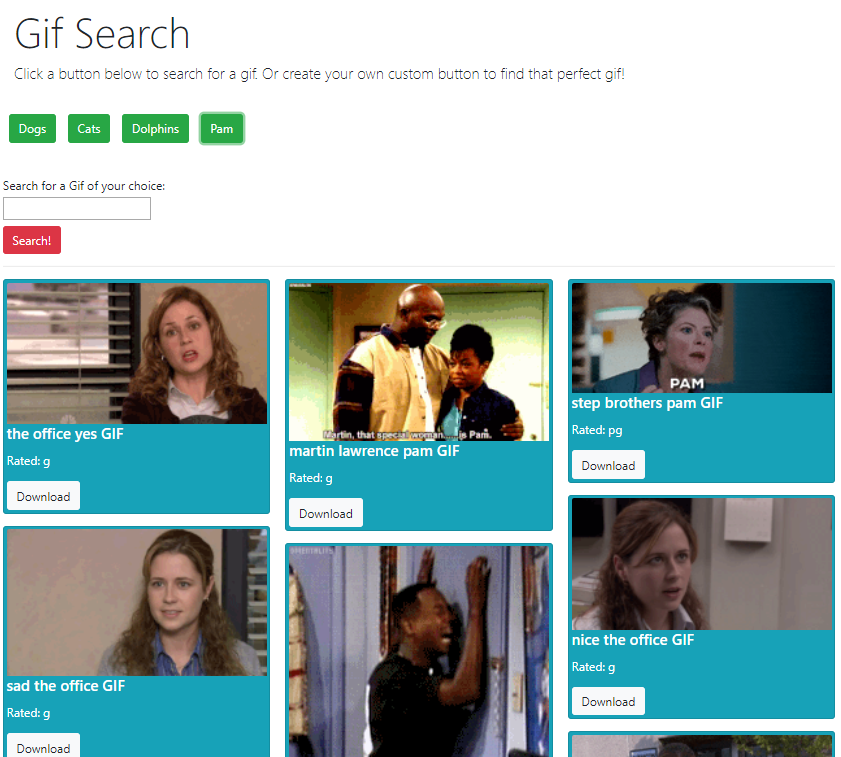 Gif Search
Click a button below to search for a gif. Or create your own custom button to find that perfect gif!
Dogs
Cats
Dolphins
Pam
Search for a Gif of your choice:
Search!
the office yes GIF
Rated: g
Download
sad the office GIF
Rated: g
Download
Martin, that special woman.....is Pam.
martin lawrence pam GIF
Rated: g
Download
PAM
step brothers pam GIF
Rated: pg
Download
nice the office GIF
Rated: g
Download